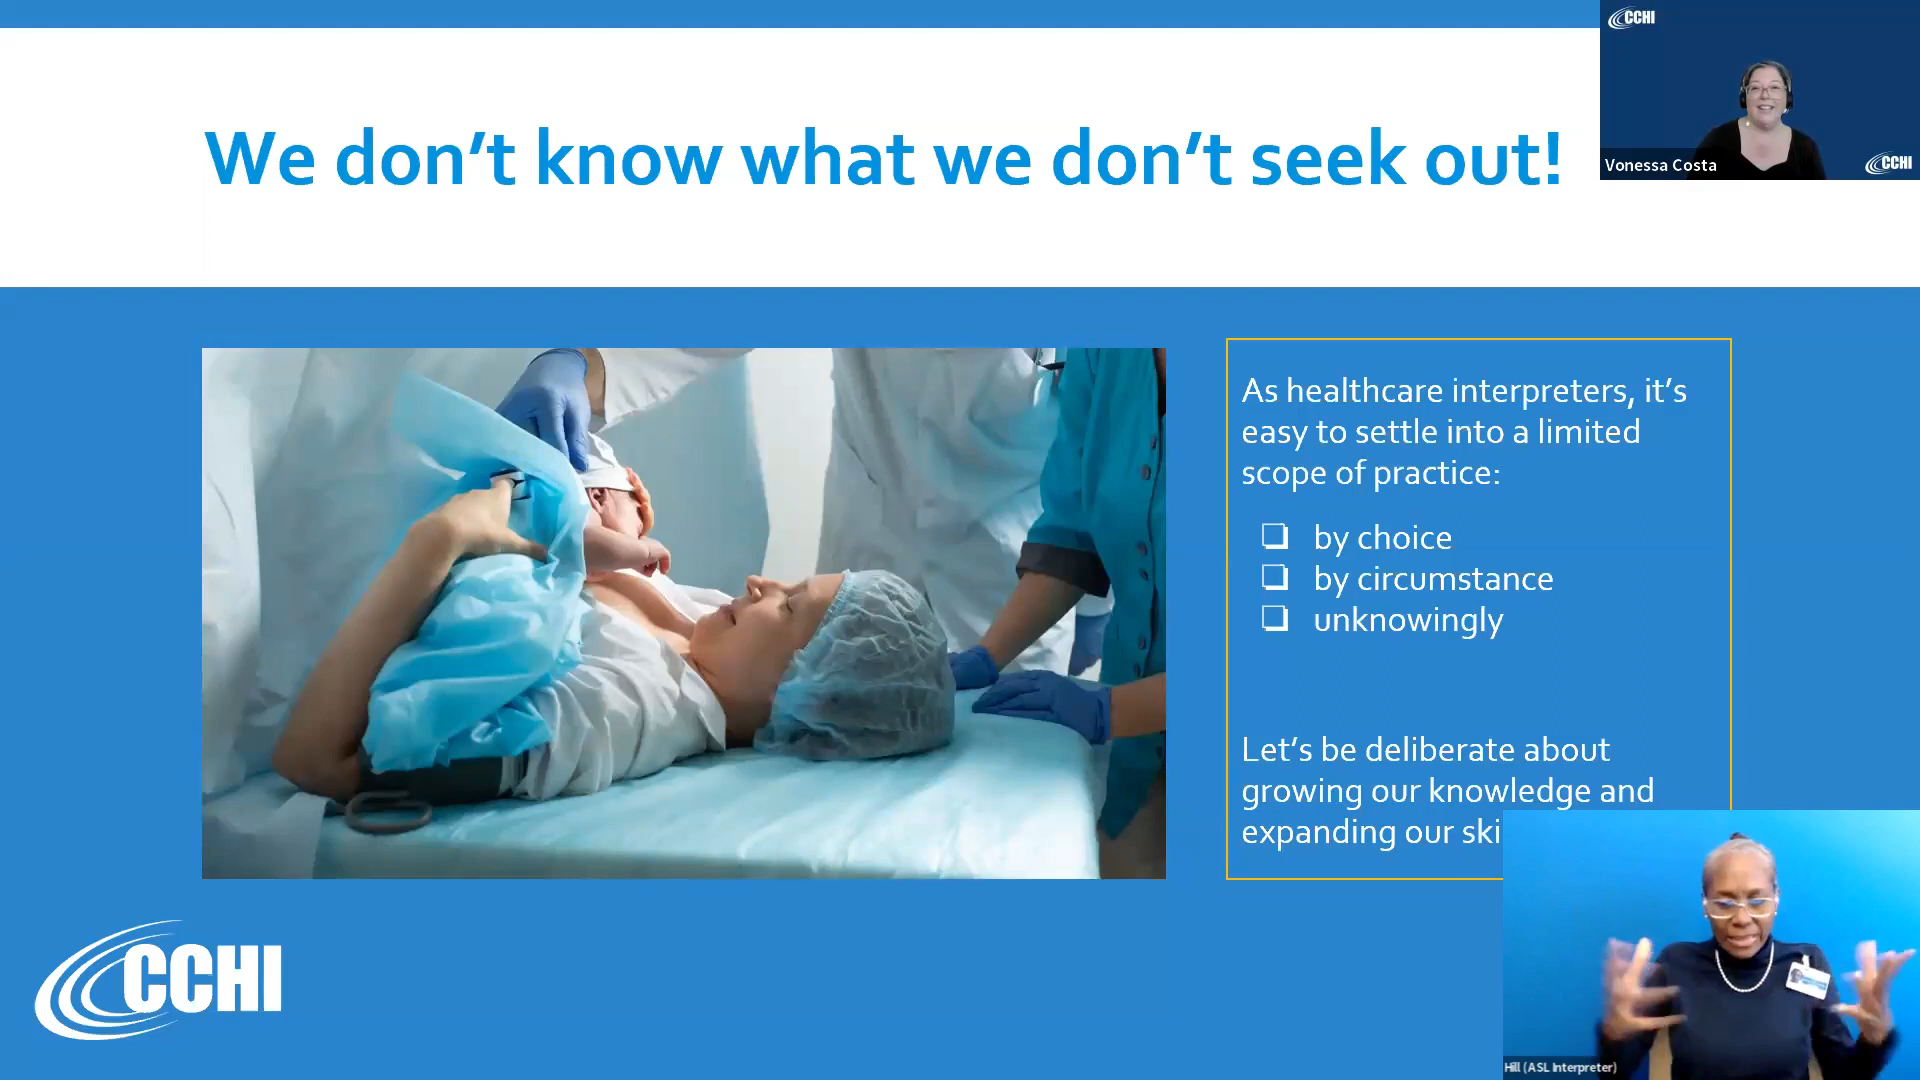 CCHI
We don't know what we don't seek out!
Vonessa Costa
CCHI
As healthcare interpreters, it's
easy to settle into a limited
scope of practice:
❏ by choice
❏ by circumstance
❏ unknowingly
Let's be deliberate about
growing our knowledge and
expanding our ski
CCHI
Hill (ASL Interpreter)